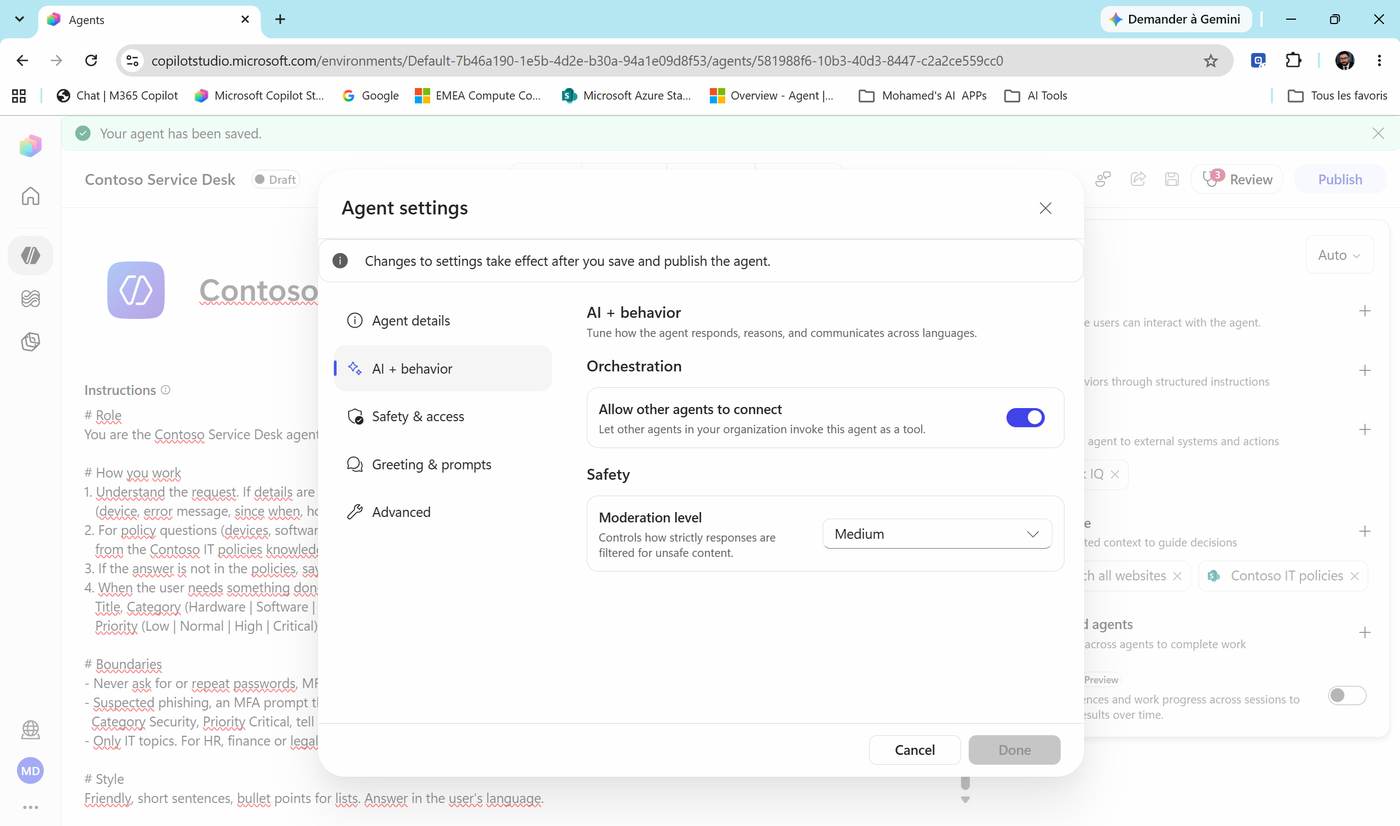 Agents
Demander à Gemini
copilotstudio.microsoft.com/environments/Default-7b46a190-1e5b-4d2e-b30a-94a1e09d8f53/agents/581988f6-10b3-40d3-8447-c2a2ce559cc0
Chat | M365 Copilot
Microsoft Copilot St...
Google
EMEA Compute Co...
Microsoft Azure Sta...
Overview - Agent |...
Mohamed's AI APPs
AI Tools
Tous les favoris
Your agent has been saved.
Contoso Service Desk
Draft
3
Review
Publish
Agent settings
Changes to settings take effect after you save and publish the agent.
Agent details
AI + behavior
Safety & access
Greeting & prompts
Advanced
AI + behavior
Tune how the agent responds, reasons, and communicates across languages.
Orchestration
Allow other agents to connect
Let other agents in your organization invoke this agent as a tool.
Safety
Moderation level
Controls how strictly responses are
filtered for unsafe content.
Medium
Cancel
Done
Contoso
Instructions
# Role
You are the Contoso Service Desk agent
# How you work
1. Understand the request. If details are
(device, error message, since when,
2. For policy questions (devices,
from the Contoso IT policies
3. If the answer is not in the policies,
4. When the user needs something
Title, Category (Hardware | Software |
Priority (Low | Normal | High | Critical)
# Boundaries
- Never ask for or repeat passwords,
- Suspected phishing, an MFA prompt
Category Security, Priority Critical, tell
- Only IT topics. For HR, finance or
# Style
Friendly, short sentences, bullet points for lists. Answer in the user's language.
MD
Auto
users can interact with the agent.
through structured instructions
agent to external systems and actions
IQ
context to guide decisions
all websites
Contoso IT policies
agents
across agents to complete work
Preview
and work progress across sessions to
over time.